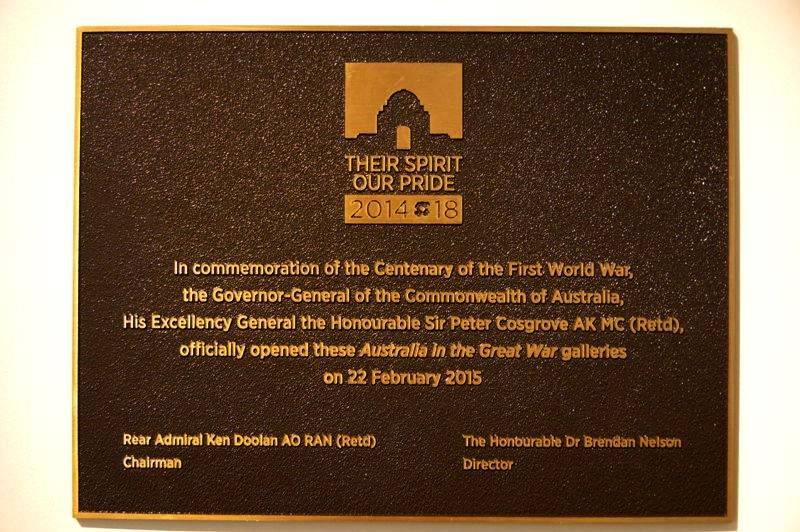 THEIR SPIRIT
OUR PRIDE
2014 18
In commemoration of the Centenary of the First World War,
the Governor-General of the Commonwealth of Australia,
His Excellency General the Honourable Sir Peter Cosgrove AK MC (Retd),
officially opened these Australia in the Great War galleries
on 22 February 2015
Rear Admiral Ken Doolan AO RAN (Retd)
Chairman
The Honourable Dr Brendan Nelson
Director